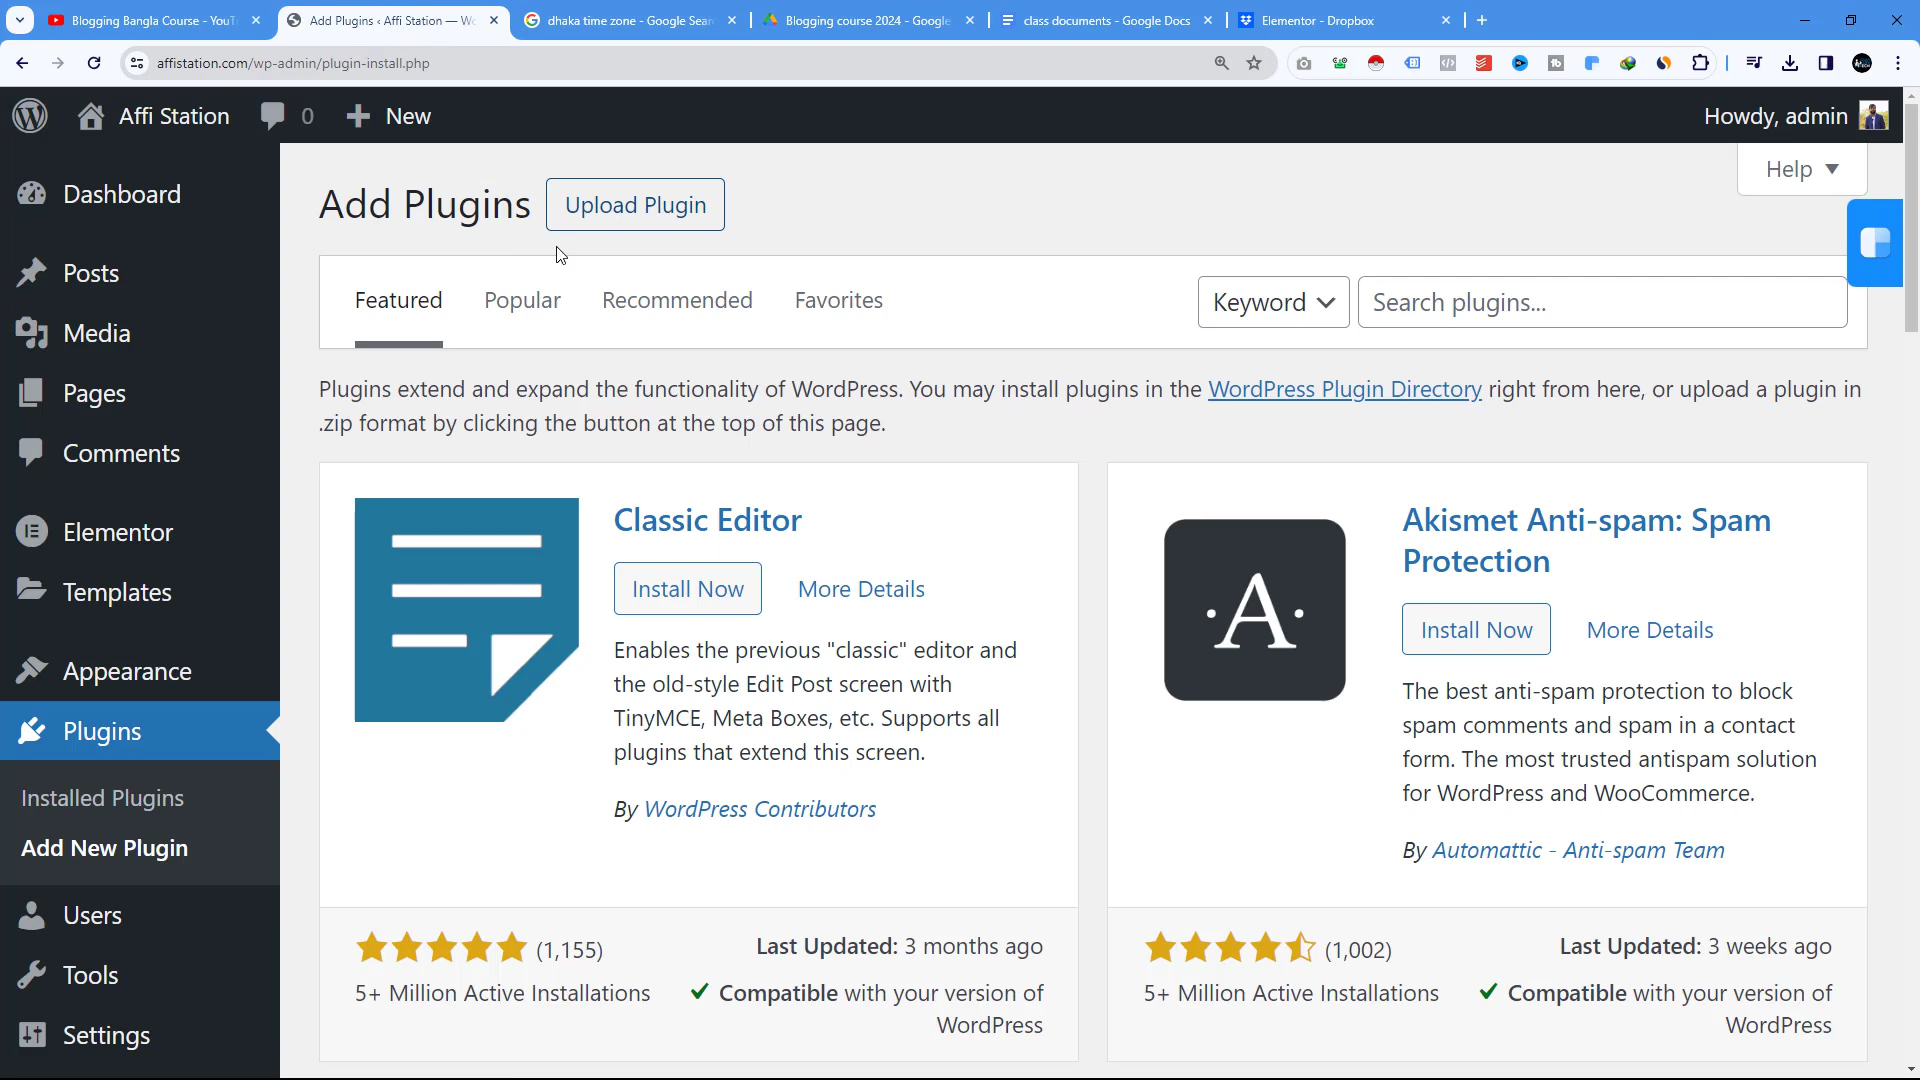 Blogging Bangla Course - YouT
Add Plugins ‹ Affi Station — Wo
dhaka time zone - Google Sear
Blogging course 2024 - Google
class documents - Google Docs
Elementor - Dropbox
affistation.com/wp-admin/plugin-install.php
Affi Station
0
New
Howdy, admin
Dashboard
Posts
Media
Pages
Comments
Elementor
Templates
Appearance
Plugins
Installed Plugins
Add New Plugin
Users
Tools
Settings
Help
Add Plugins
Upload Plugin
Featured
Popular
Recommended
Favorites
Keyword
Search plugins...
Plugins extend and expand the functionality of WordPress. You may install plugins in the WordPress Plugin Directory right from here, or upload a plugin in
.zip format by clicking the button at the top of this page.
Classic Editor
Install Now
More Details
Enables the previous "classic" editor and
the old-style Edit Post screen with
TinyMCE, Meta Boxes, etc. Supports all
plugins that extend this screen.
By WordPress Contributors
(1,155)
Last Updated: 3 months ago
5+ Million Active Installations
Compatible with your version of
WordPress
·A·
Akismet Anti-spam: Spam
Protection
Install Now
More Details
The best anti-spam protection to block
spam comments and spam in a contact
form. The most trusted antispam solution
for WordPress and WooCommerce.
By Automattic - Anti-spam Team
(1,002)
Last Updated: 3 weeks ago
5+ Million Active Installations
Compatible with your version of
WordPress